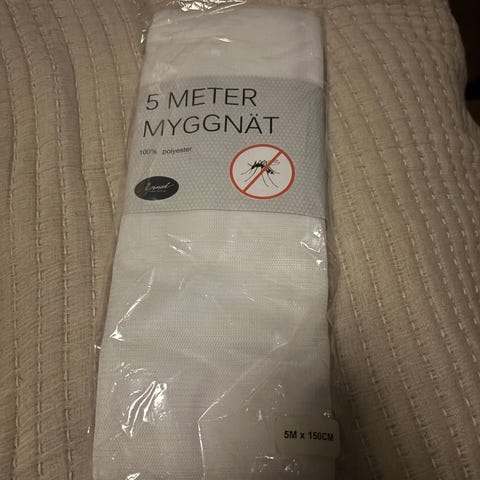 5 METER
MYGGNÄT
100% polyester
5M x 150CM